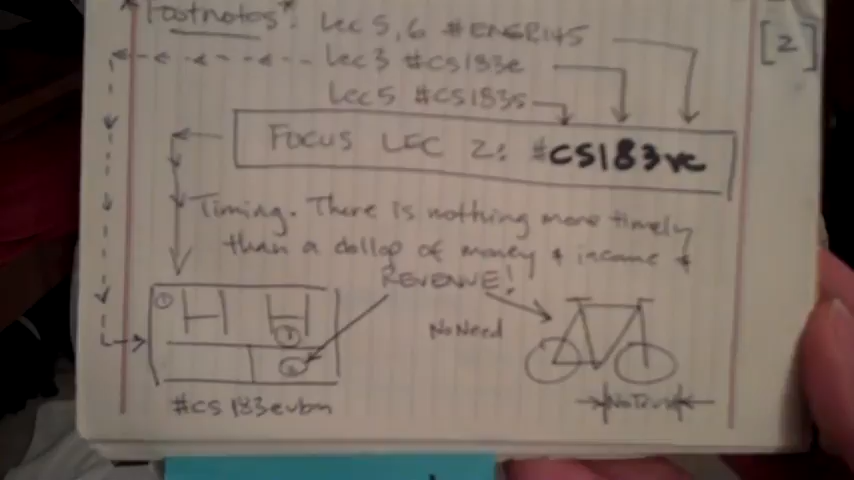 Footnotes*: Lec 5,6 #ENGR145
[2]
Lec 3 #CS183e
Lec 5 #CS183s
FOCUS LEC 2: #CS183vc
Timing. There is nothing more timely
than a dollop of money & income &
REVENUE!
1
No Need
#cs183evbm